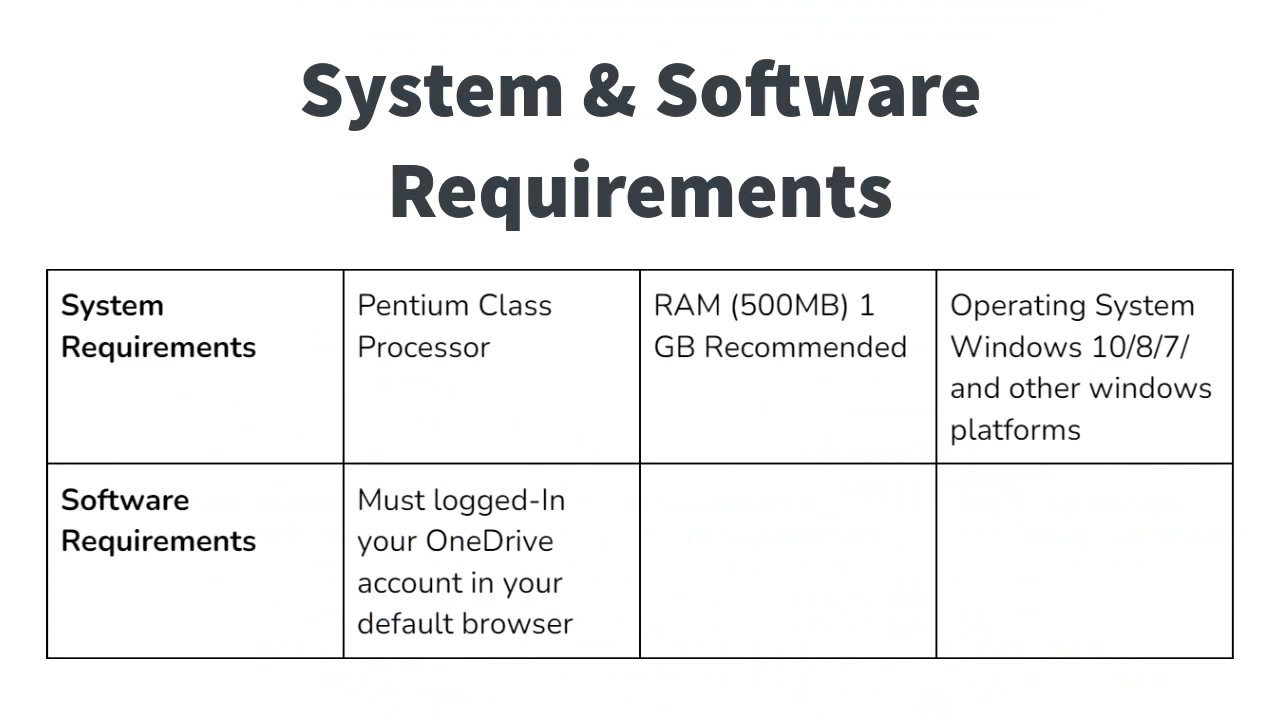 System & Software
Requirements
System
Requirements
Pentium Class
Processor
RAM (500MB) 1
GB Recommended
Operating System
Windows 10/8/7/
and other windows
platforms
Software
Requirements
Must logged-In
your OneDrive
account in your
default browser